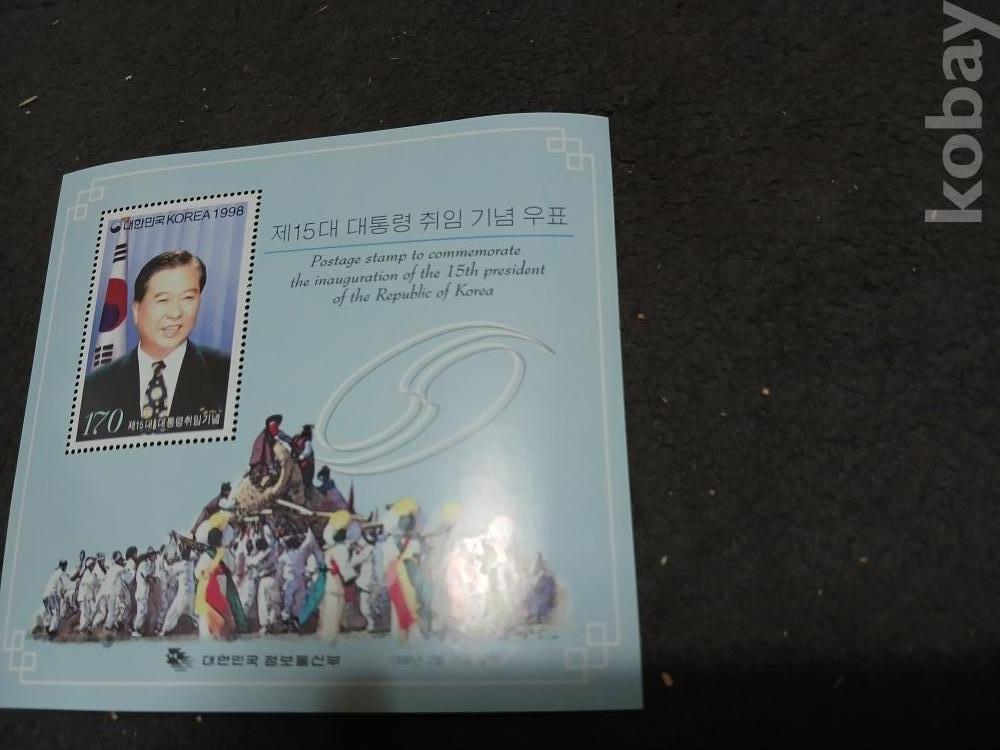 대한민국 KOREA 1998
170 제15대 대통령취임기념
제15대 대통령 취임 기념 우표
Postage stamp to commemorate
the inauguration of the 15th president
of the Republic of Korea
대한민국 정보통신부
kobay